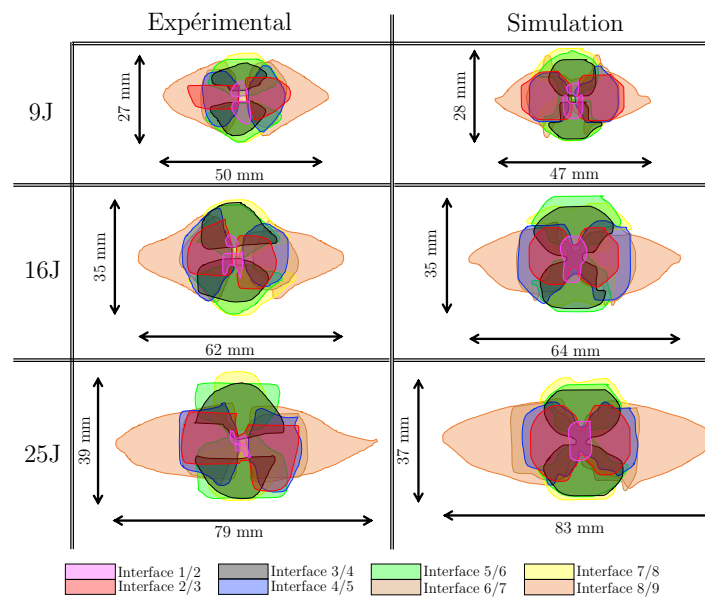 Expérimental Simulation
9J
27 mm
50 mm
28 mm
47 mm
16J
35 mm
62 mm
35 mm
64 mm
25J
39 mm
79 mm
37 mm
83 mm
Interface 1/2 Interface 3/4 Interface 5/6 Interface 7/8
Interface 2/3 Interface 4/5 Interface 6/7 Interface 8/9